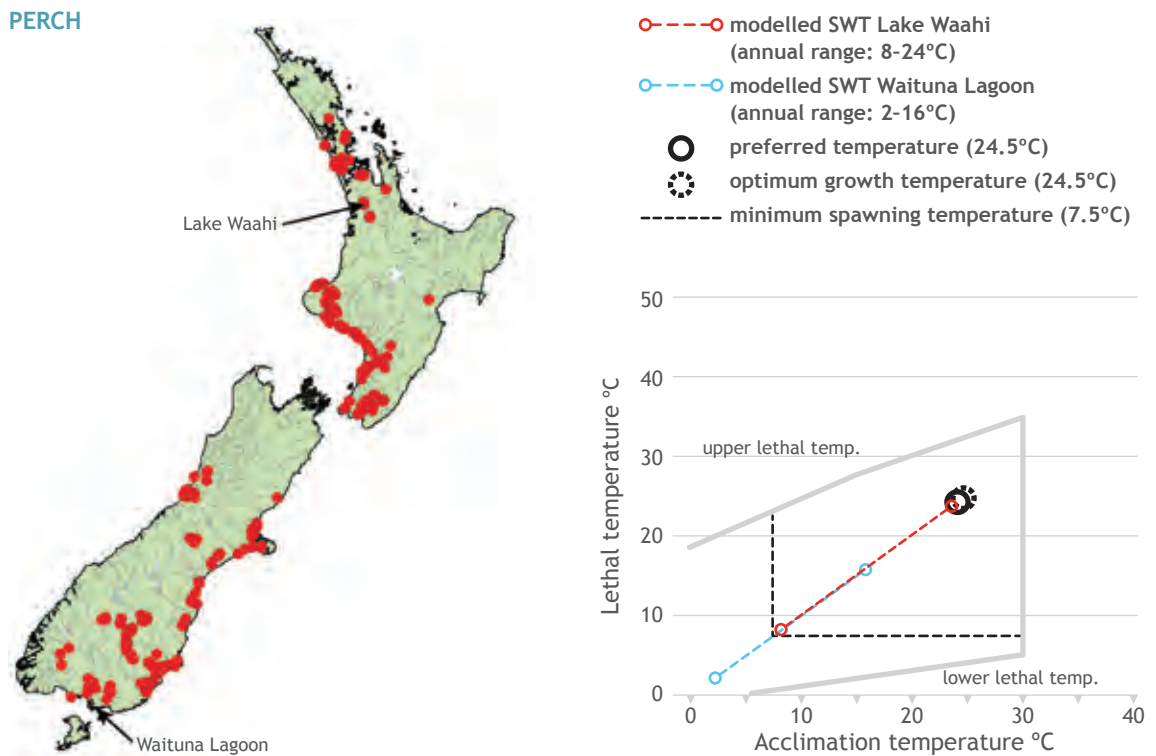 PERCH
modelled SWT Lake Waahi
(annual range: 8-24ºC)
modelled SWT Waituna Lagoon
(annual range: 2-16ºC)
preferred temperature (24.5ºC)
optimum growth temperature (24.5ºC)
minimum spawning temperature (7.5ºC)
Lake Waahi
Waituna Lagoon
Lethal temperature ºC
50
40
30
20
10
0
upper lethal temp.
lower lethal temp.
0 10 20 30 40
Acclimation temperature ºC